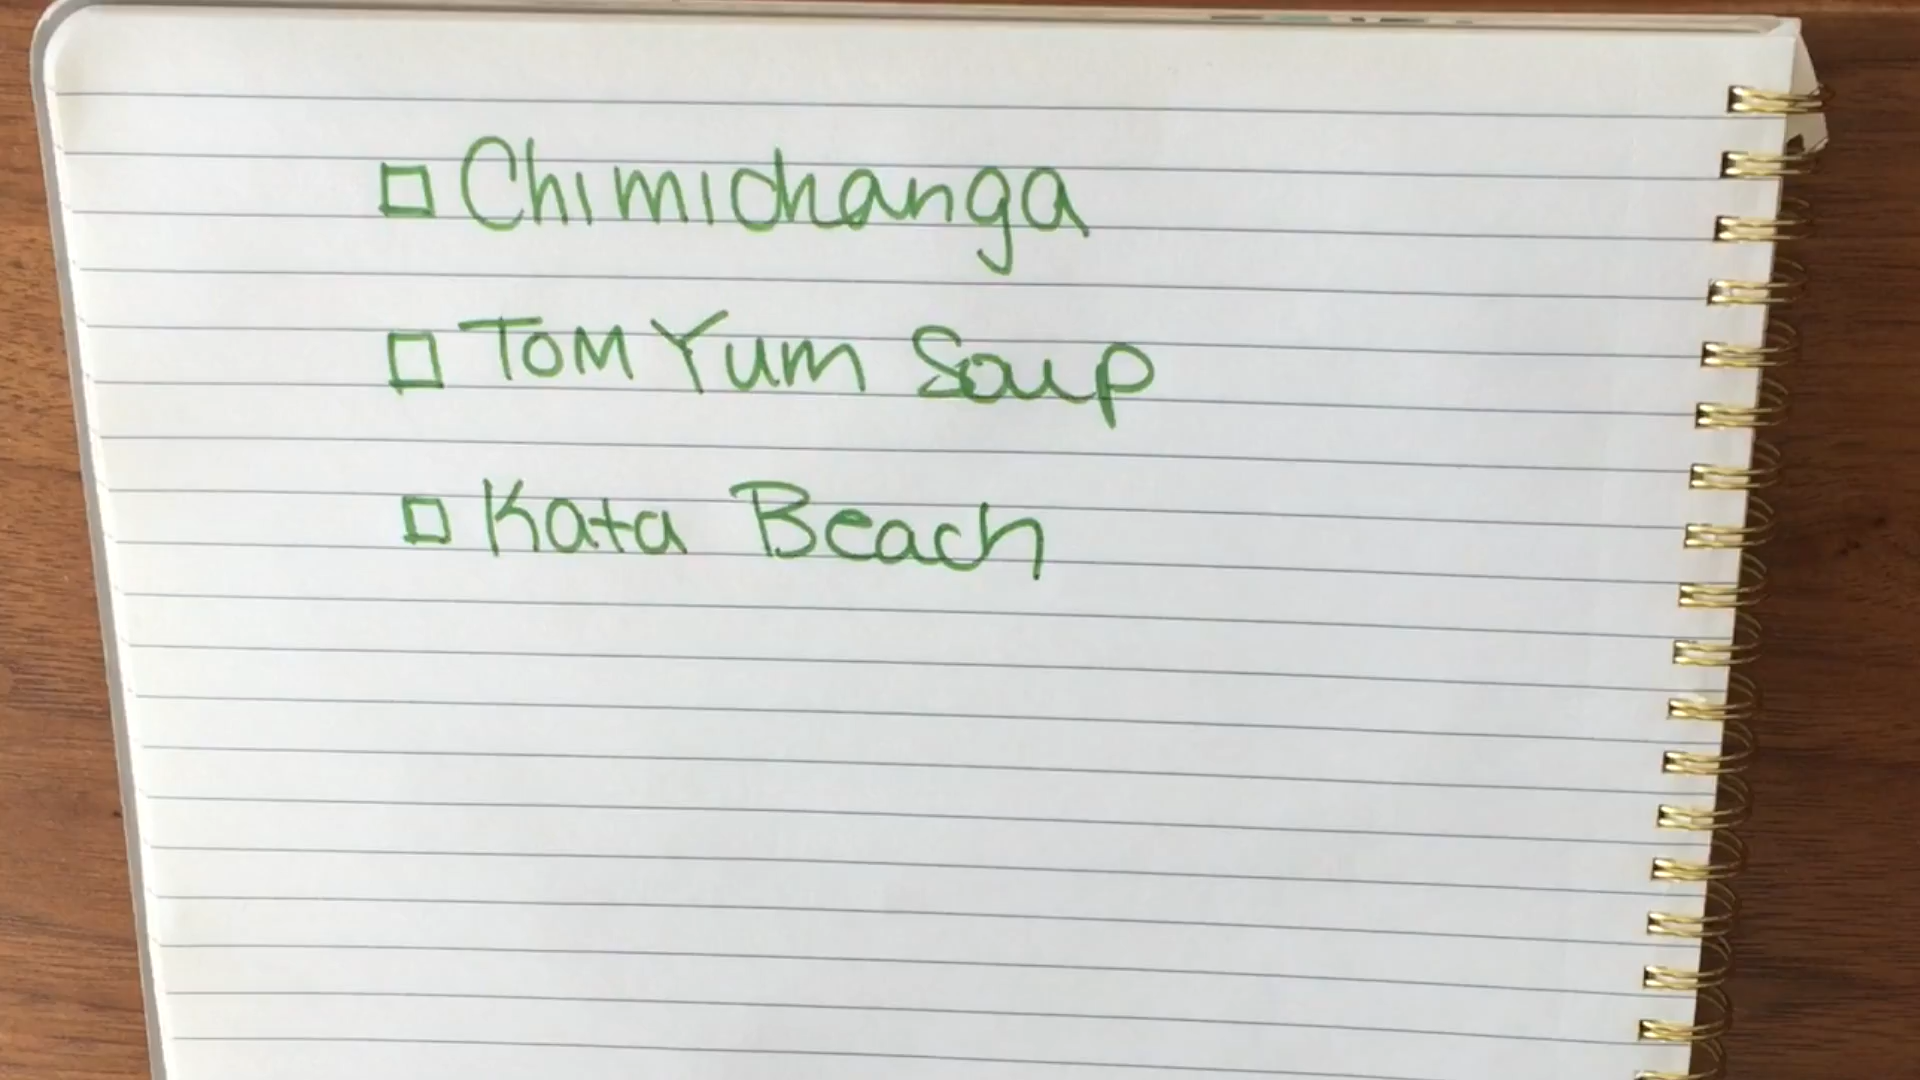 □ Chimichanga
□ Tom Yum Soup
□ Kata Beach